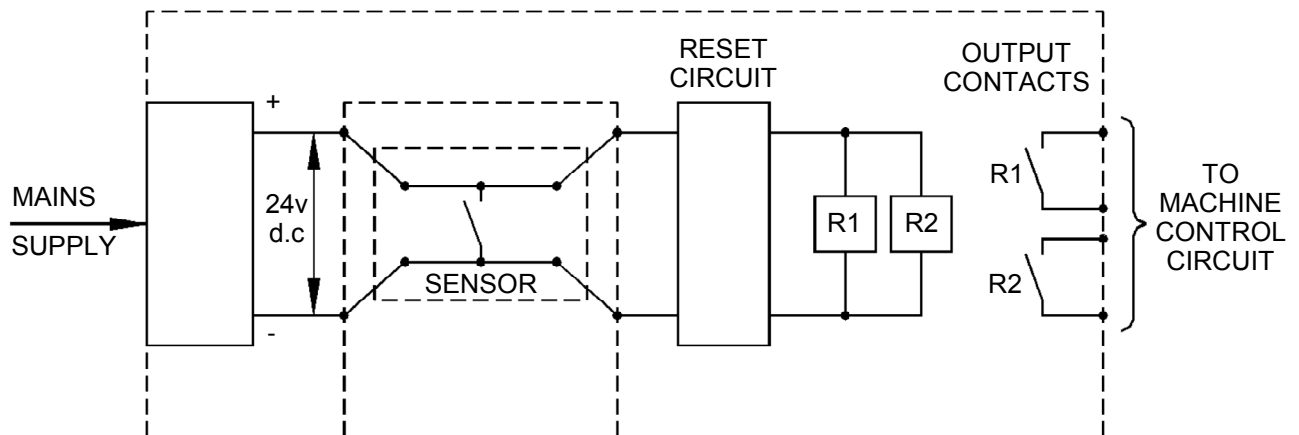 RESET
CIRCUIT
OUTPUT
CONTACTS
+
MAINS
SUPPLY
24v
d.c
SENSOR
-
R1
R2
R1
R2
TO
MACHINE
CONTROL
CIRCUIT